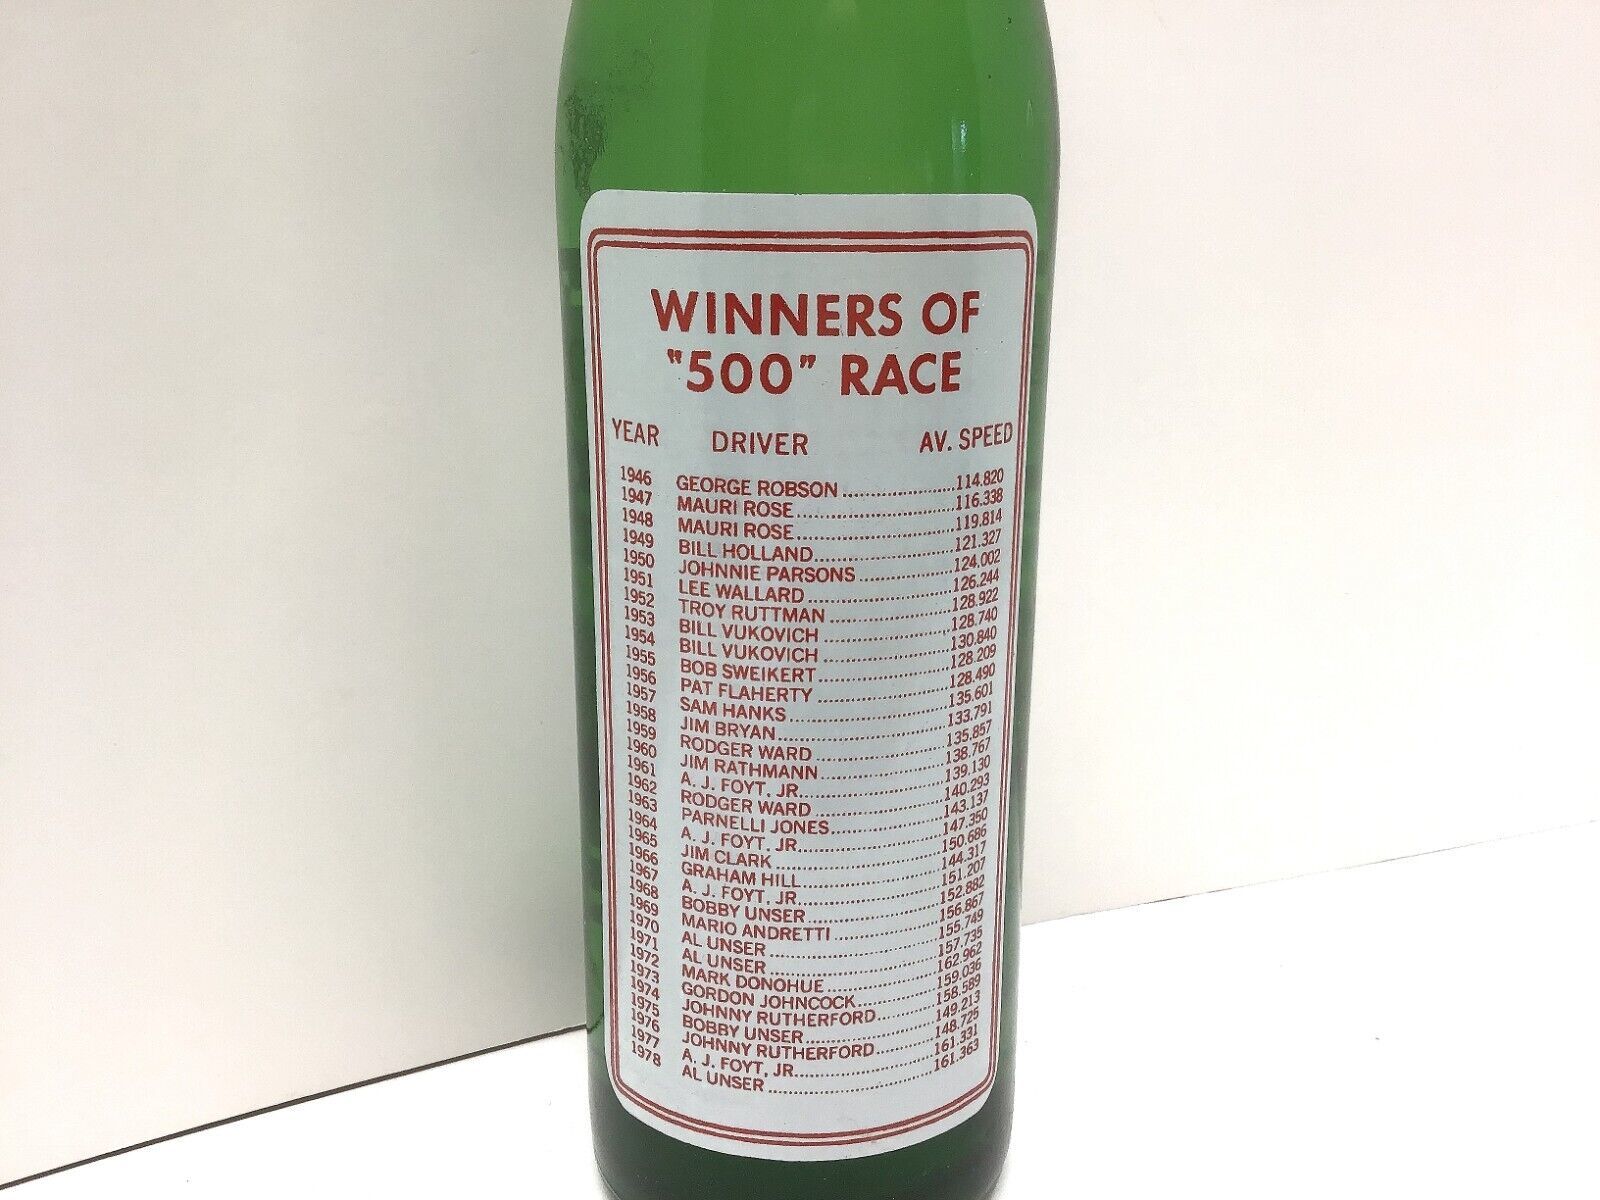 WINNERS OF
"500" RACE
YEAR DRIVER AV. SPEED
1946 GEORGE ROBSON 114.820
1947 MAURI ROSE 116.338
1948 MAURI ROSE 119.814
1949 BILL HOLLAND 121.327
1950 JOHNNIE PARSONS 124.002
1951 LEE WALLARD 126.244
1952 TROY RUTTMAN 128.922
1953 BILL VUKOVICH 128.740
1954 BILL VUKOVICH 130.840
1955 BOB SWEIKERT 128.209
1956 PAT FLAHERTY 128.490
1957 SAM HANKS 135.601
1958 JIM BRYAN 133.791
1959 RODGER WARD 135.857
1960 JIM RATHMANN 138.767
1961 A. J. FOYT, JR. 139.130
1962 RODGER WARD 140.293
1963 PARNELLI JONES 143.137
1964 A. J. FOYT, JR. 147.350
1965 JIM CLARK 150.686
1966 GRAHAM HILL 144.317
1967 A. J. FOYT, JR. 151.207
1968 BOBBY UNSER 152.882
1969 MARIO ANDRETTI 156.867
1970 AL UNSER 155.749
1971 AL UNSER 157.735
1972 MARK DONOHUE 162.962
1973 GORDON JOHNCOCK 159.036
1974 JOHNNY RUTHERFORD 158.589
1975 BOBBY UNSER 149.213
1976 JOHNNY RUTHERFORD 148.725
1977 A. J. FOYT, JR. 161.331
1978 AL UNSER 161.363